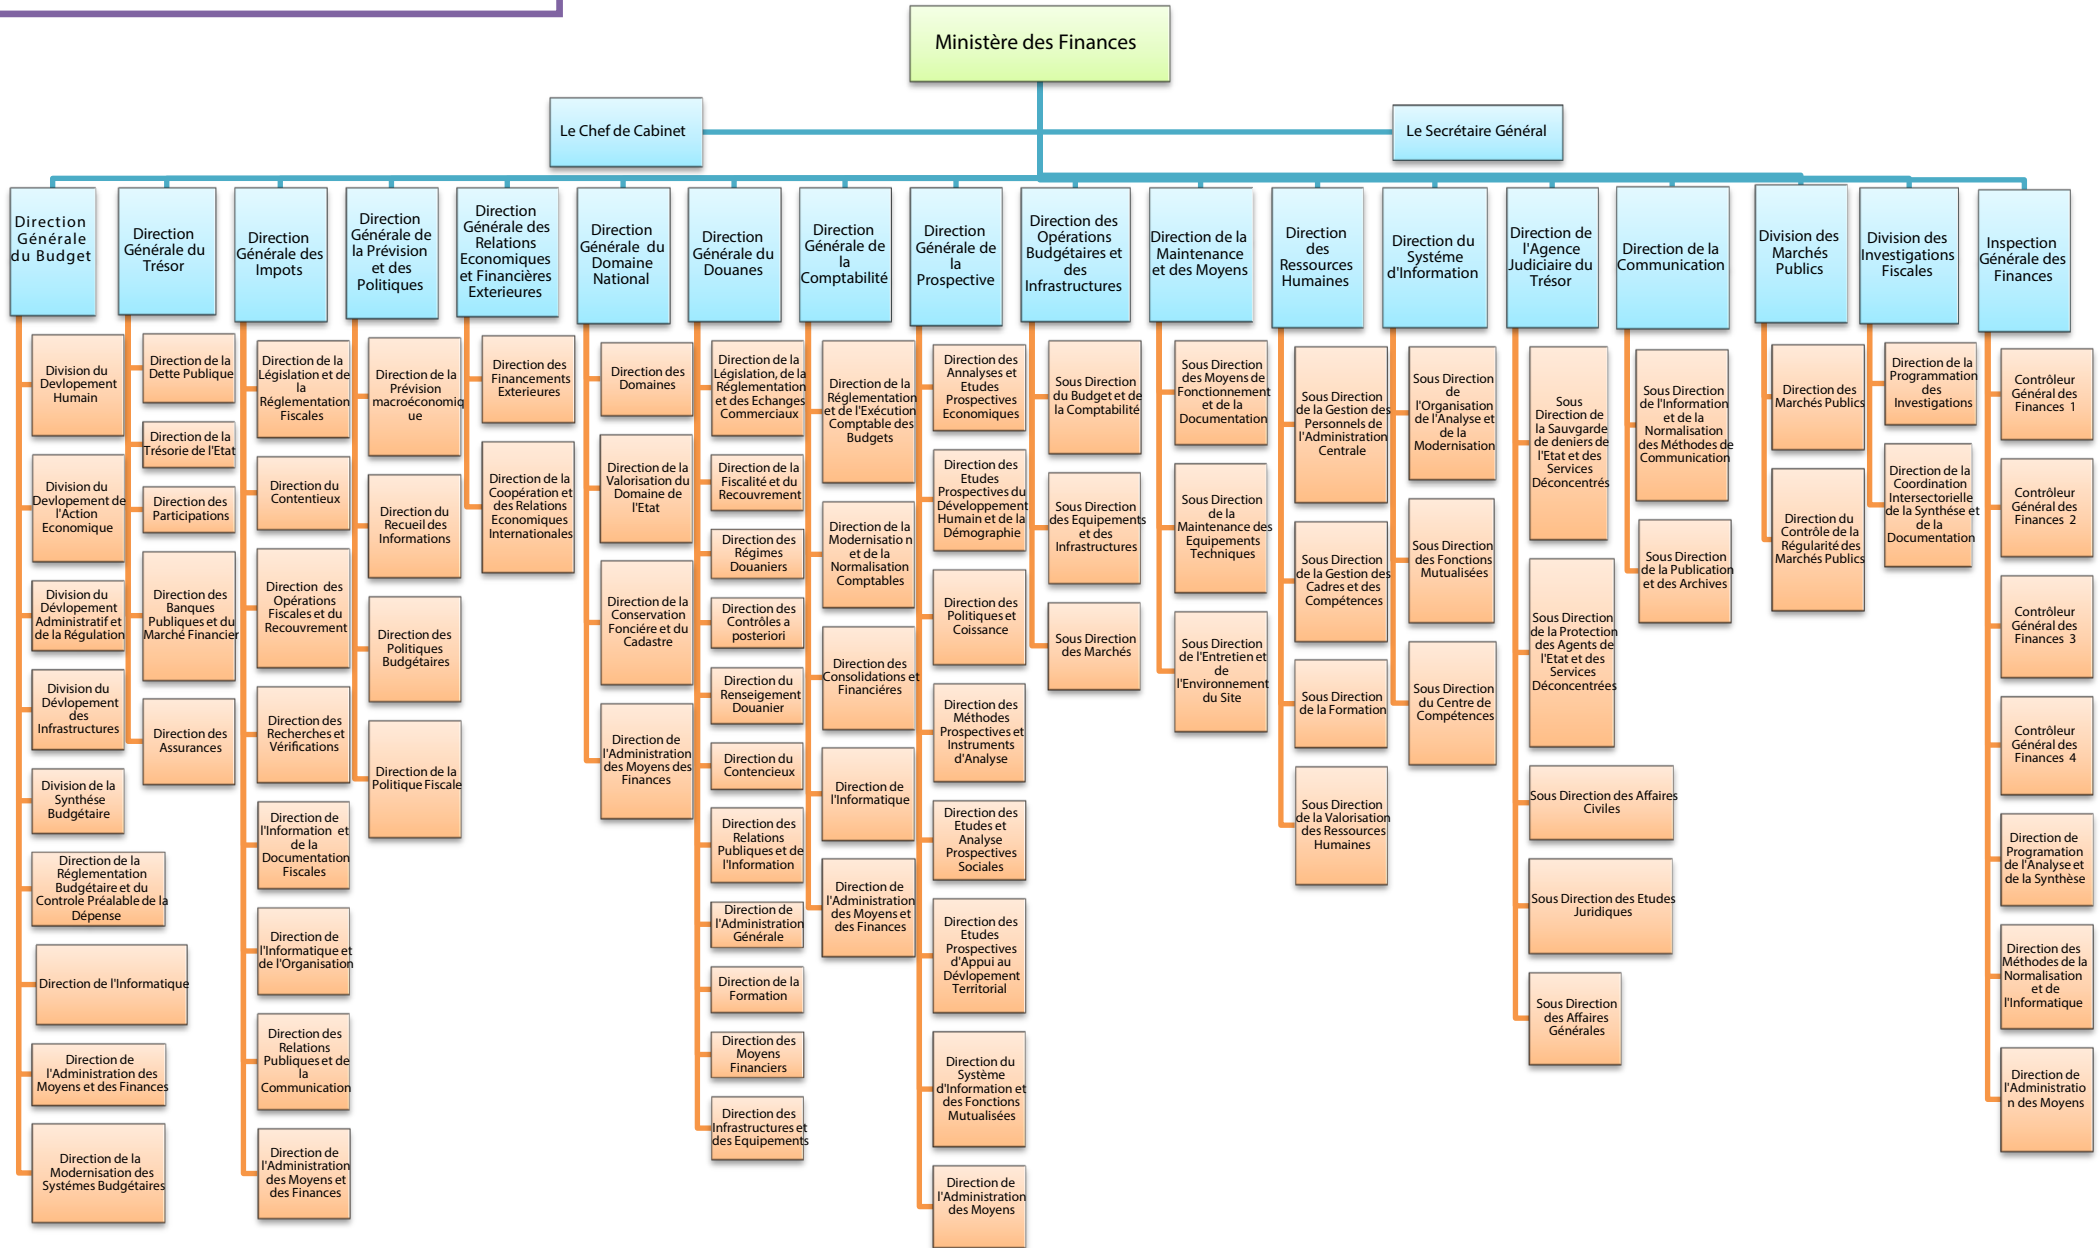 Ministère des Finances
Le Chef de Cabinet
Le Secrétaire Général
Direction
Générale
du Budget
Division du
Devlopement
Humain
Division du
Devlopement de
l'Action
Economique
Division du
Dévlopement
Administratif et
de la Régulation
Division du
Dévlopement
des
Infrastructures
Division de la
Synthése
Budgétaire
Direction de la
Réglementation
Budgétaire et du
Controle Préalable de la
Dépense
Direction de l'Informatique
Direction de
l'Administration des
Moyens et des Finances
Direction de la
Modernisation des
Systémes Budgétaires
Direction
Générale du
Trésor
Direction de la
Dette Publique
Direction de la
Trésorie de l'Etat
Direction des
Participations
Direction des
Banques
Publiques et du
Marché Financier
Direction des
Assurances
Direction
Générale des
Impots
Direction de la
Législation et de
la
Réglementation
Fiscales
Direction du
Contentieux
Direction des
Opérations
Fiscales et du
Recouvrement
Direction des
Recherches et
Vérifications
Direction de
l'Information et
de la
Documentation
Fiscales
Direction de
l'Informatique et
de l'Organisation
Direction des
Relations
Publiques et de
la
Communication
Direction de
l'Administration
des Moyens et
des Finances
Direction
Générale de
la Prévision
et des
Politiques
Direction de la
Prévision
macroéconomiq
ue
Direction du
Recueil des
Informations
Direction des
Politiques
Budgétaires
Direction de la
Politique Fiscale
Direction
Générale des
Relations
Economiques
et Financières
Exterieures
Direction des
Financements
Exterieures
Direction de la
Coopération et
des Relations
Economiques
Internationales
Direction
Générale du
Domaine
National
Direction des
Domaines
Direction de la
Valorisation du
Domaine de
l'Etat
Direction de la
Conservation
Fonciére et du
Cadastre
Direction de
l'Administration
des Moyens des
Finances
Direction
Générale du
Douanes
Direction de la
Législation, de la
Réglementation
et des Echanges
Commerciaux
Direction de la
Fiscalité et du
Recouvrement
Direction des
Régimes
Douaniers
Direction des
Contrôles a
posteriori
Direction du
Renseigement
Douanier
Direction du
Contencieux
Direction des
Relations
Publiques et de
l'Information
Direction de
l'Administration
Générale
Direction de la
Formation
Direction des
Moyens
Financiers
Direction des
Infrastructures et
des Equipements
Direction
Générale de
la
Comptabilité
Direction de la
Réglementation
et de l'Exécution
Comptable des
Budgets
Direction de la
Modernisatio n
et de la
Normalisation
Comptables
Direction des
Consolidations et
Financiéres
Direction de
l'Informatique
Direction de
l'Administration
des Moyens et
des Finances
Direction
Générale de
la
Prospective
Direction des
Annalyses et
Etudes
Prospectives
Economiques
Direction des
Etudes
Prospectives du
Développement
Humain et de la
Démographie
Direction des
Politiques et
Coissance
Direction des
Méthodes
Prospectives et
Instruments
d'Analyse
Direction des
Etudes et
Analyse
Prospectives
Sociales
Direction des
Etudes
Prospectives
d'Appui au
Dévlopement
Territorial
Direction du
Système
d'Information et
des Fonctions
Mutualisées
Direction de
l'Administration
des Moyens
Direction des
Opérations
Budgétaires et
des
Infrastructures
Sous Direction
du Budget et de
la Comptabilité
Sous Direction
des Equipements
et des
Infrastructures
Sous Direction
des Marchés
Direction de la
Maintenance
et des Moyens
Sous Direction
des Moyens de
Fonctionnement
et de la
Documentation
Sous Direction
de la
Maintenance des
Equipements
Techniques
Sous Direction
de l'Entretien et
de
l'Environnement
du Site
Direction
des
Ressources
Humaines
Sous Direction
de la Gestion des
Personnels de
l'Administration
Centrale
Sous Direction
de la Gestion des
Cadres et des
Compétences
Sous Direction
de la Formation
Sous Direction
de la Valorisation
des Ressources
Humaines
Direction du
Systéme
d'Information
Sous Direction
de
l'Organisation
de l'Analyse et
de la
Modernisation
Sous Direction
des Fonctions
Mutualisées
Sous Direction
du Centre de
Compétences
Direction de
l'Agence
Judiciaire du
Trésor
Sous
Direction de
la Sauvgarde
de deniers de
l'Etat et des
Services
Déconcentrés
Sous Direction
de la Protection
des Agents de
l'Etat et des
Services
Déconcentrées
Sous Direction des Affaires
Civiles
Sous Direction des Etudes
Juridiques
Sous Direction
des Affaires
Générales
Direction de la
Communication
Sous Direction
de l'Information
et de la
Normalisation
des Méthodes de
Communication
Sous Direction
de la Publication
et des Archives
Division des
Marchés
Publics
Direction des
Marchés Publics
Direction du
Contrôle de la
Régularité des
Marchés Publics
Division des
Investigations
Fiscales
Direction de la
Programmation
des
Investigations
Direction de la
Coordination
Intersectorielle
de la Synthése et
de la
Documentation
Inspection
Générale des
Finances
Contrôleur
Général des
Finances 1
Contrôleur
Général des
Finances 2
Contrôleur
Général des
Finances 3
Contrôleur
Général des
Finances 4
Direction de
Programation
de l'Analyse et
de la Synthèse
Direction des
Méthodes de la
Normalisation
et de
l'Informatique
Direction de
l'Administratio
n des Moyens